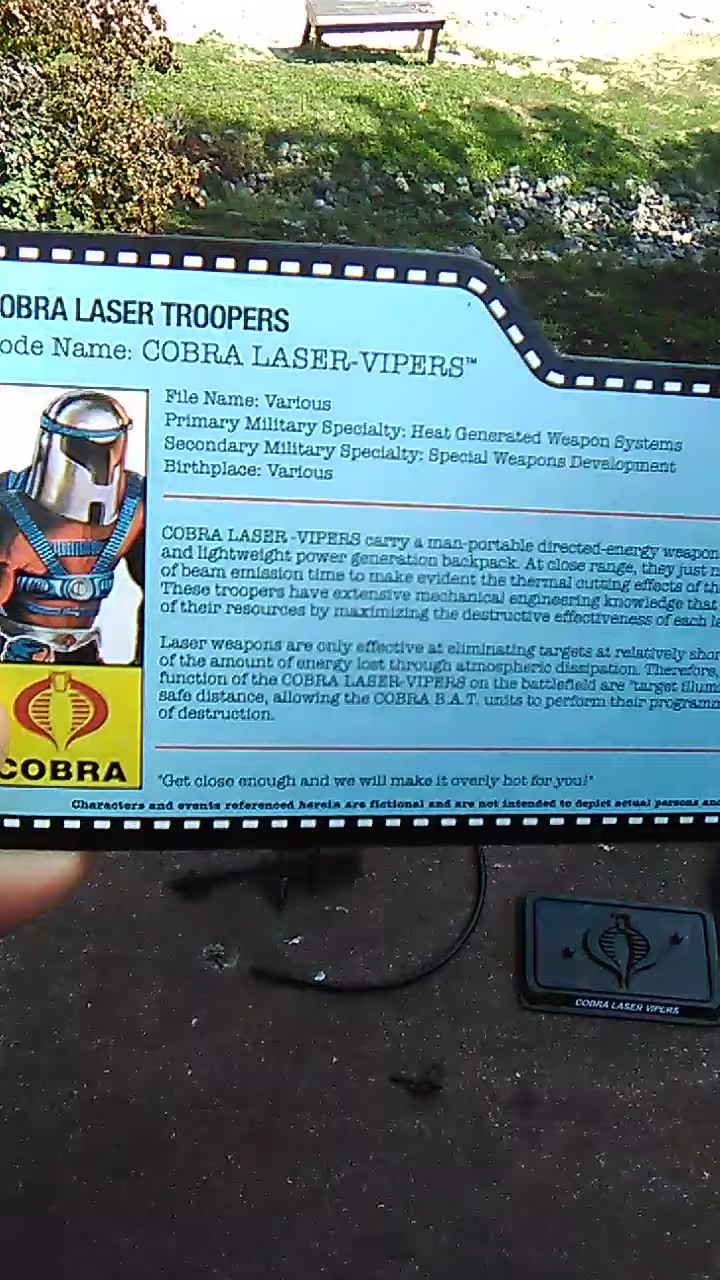 OBRA LASER TROOPERS
ode Name: COBRA LASER-VIPERS™
File Name: Various
Primary Military Specialty: Heat Generated Weapon Systems
Secondary Military Specialty: Special Weapons Development
Birthplace: Various
COBRA LASER-VIPERS carry a man-portable directed-energy weapon
and lightweight power generation backpack. At close range, they just
of beam emission time to make evident the thermal cutting effects of
These troopers have extensive mechanical engineering knowledge that
of their resources by maximizing the destructive effectiveness of each
Laser weapons are only effective at eliminating targets at relatively
of the amount of energy lost through atmospheric dissipation. Therefore,
function of the COBRA LASER-VIPERS on the battlefield are "target
safe distance, allowing the COBRA B.A.T. units to perform their
of destruction.
COBRA
"Get close enough and we will make it overly hot for you!"
Characters and events referenced herein are fictional and are not intended to depict actual persons
COBRA LASER VIPERS